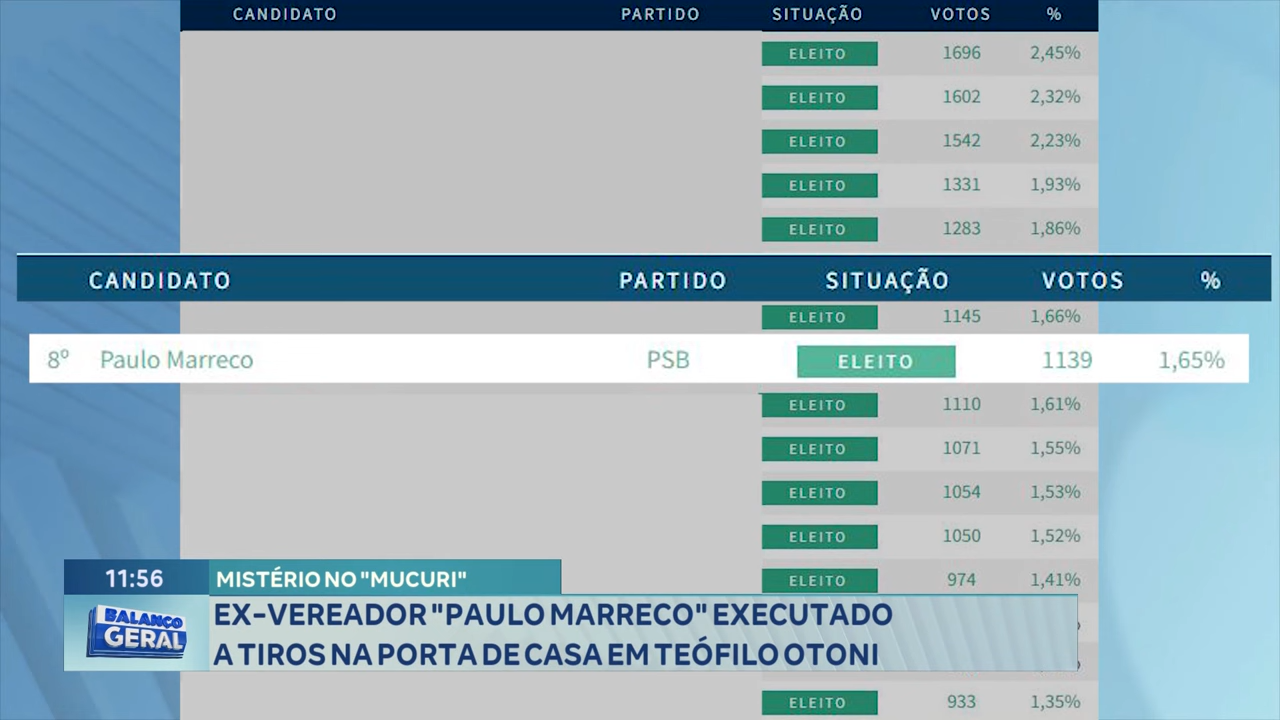 CANDIDATO PARTIDO SITUAÇÃO VOTOS %
ELEITO 1696 2,45%
ELEITO 1602 2,32%
ELEITO 1542 2,23%
ELEITO 1331 1,93%
ELEITO 1283 1,86%
CANDIDATO PARTIDO SITUAÇÃO VOTOS %
ELEITO 1145 1,66%
8º Paulo Marreco PSB ELEITO 1139 1,65%
ELEITO 1110 1,61%
ELEITO 1071 1,55%
ELEITO 1054 1,53%
ELEITO 1050 1,52%
ELEITO 974 1,41%
11:56 MISTÉRIO NO "MUCURI"
BALANÇO GERAL
EX-VEREADOR "PAULO MARRECO" EXECUTADO
A TIROS NA PORTA DE CASA EM TEÓFILO OTONI
ELEITO 933 1,35%